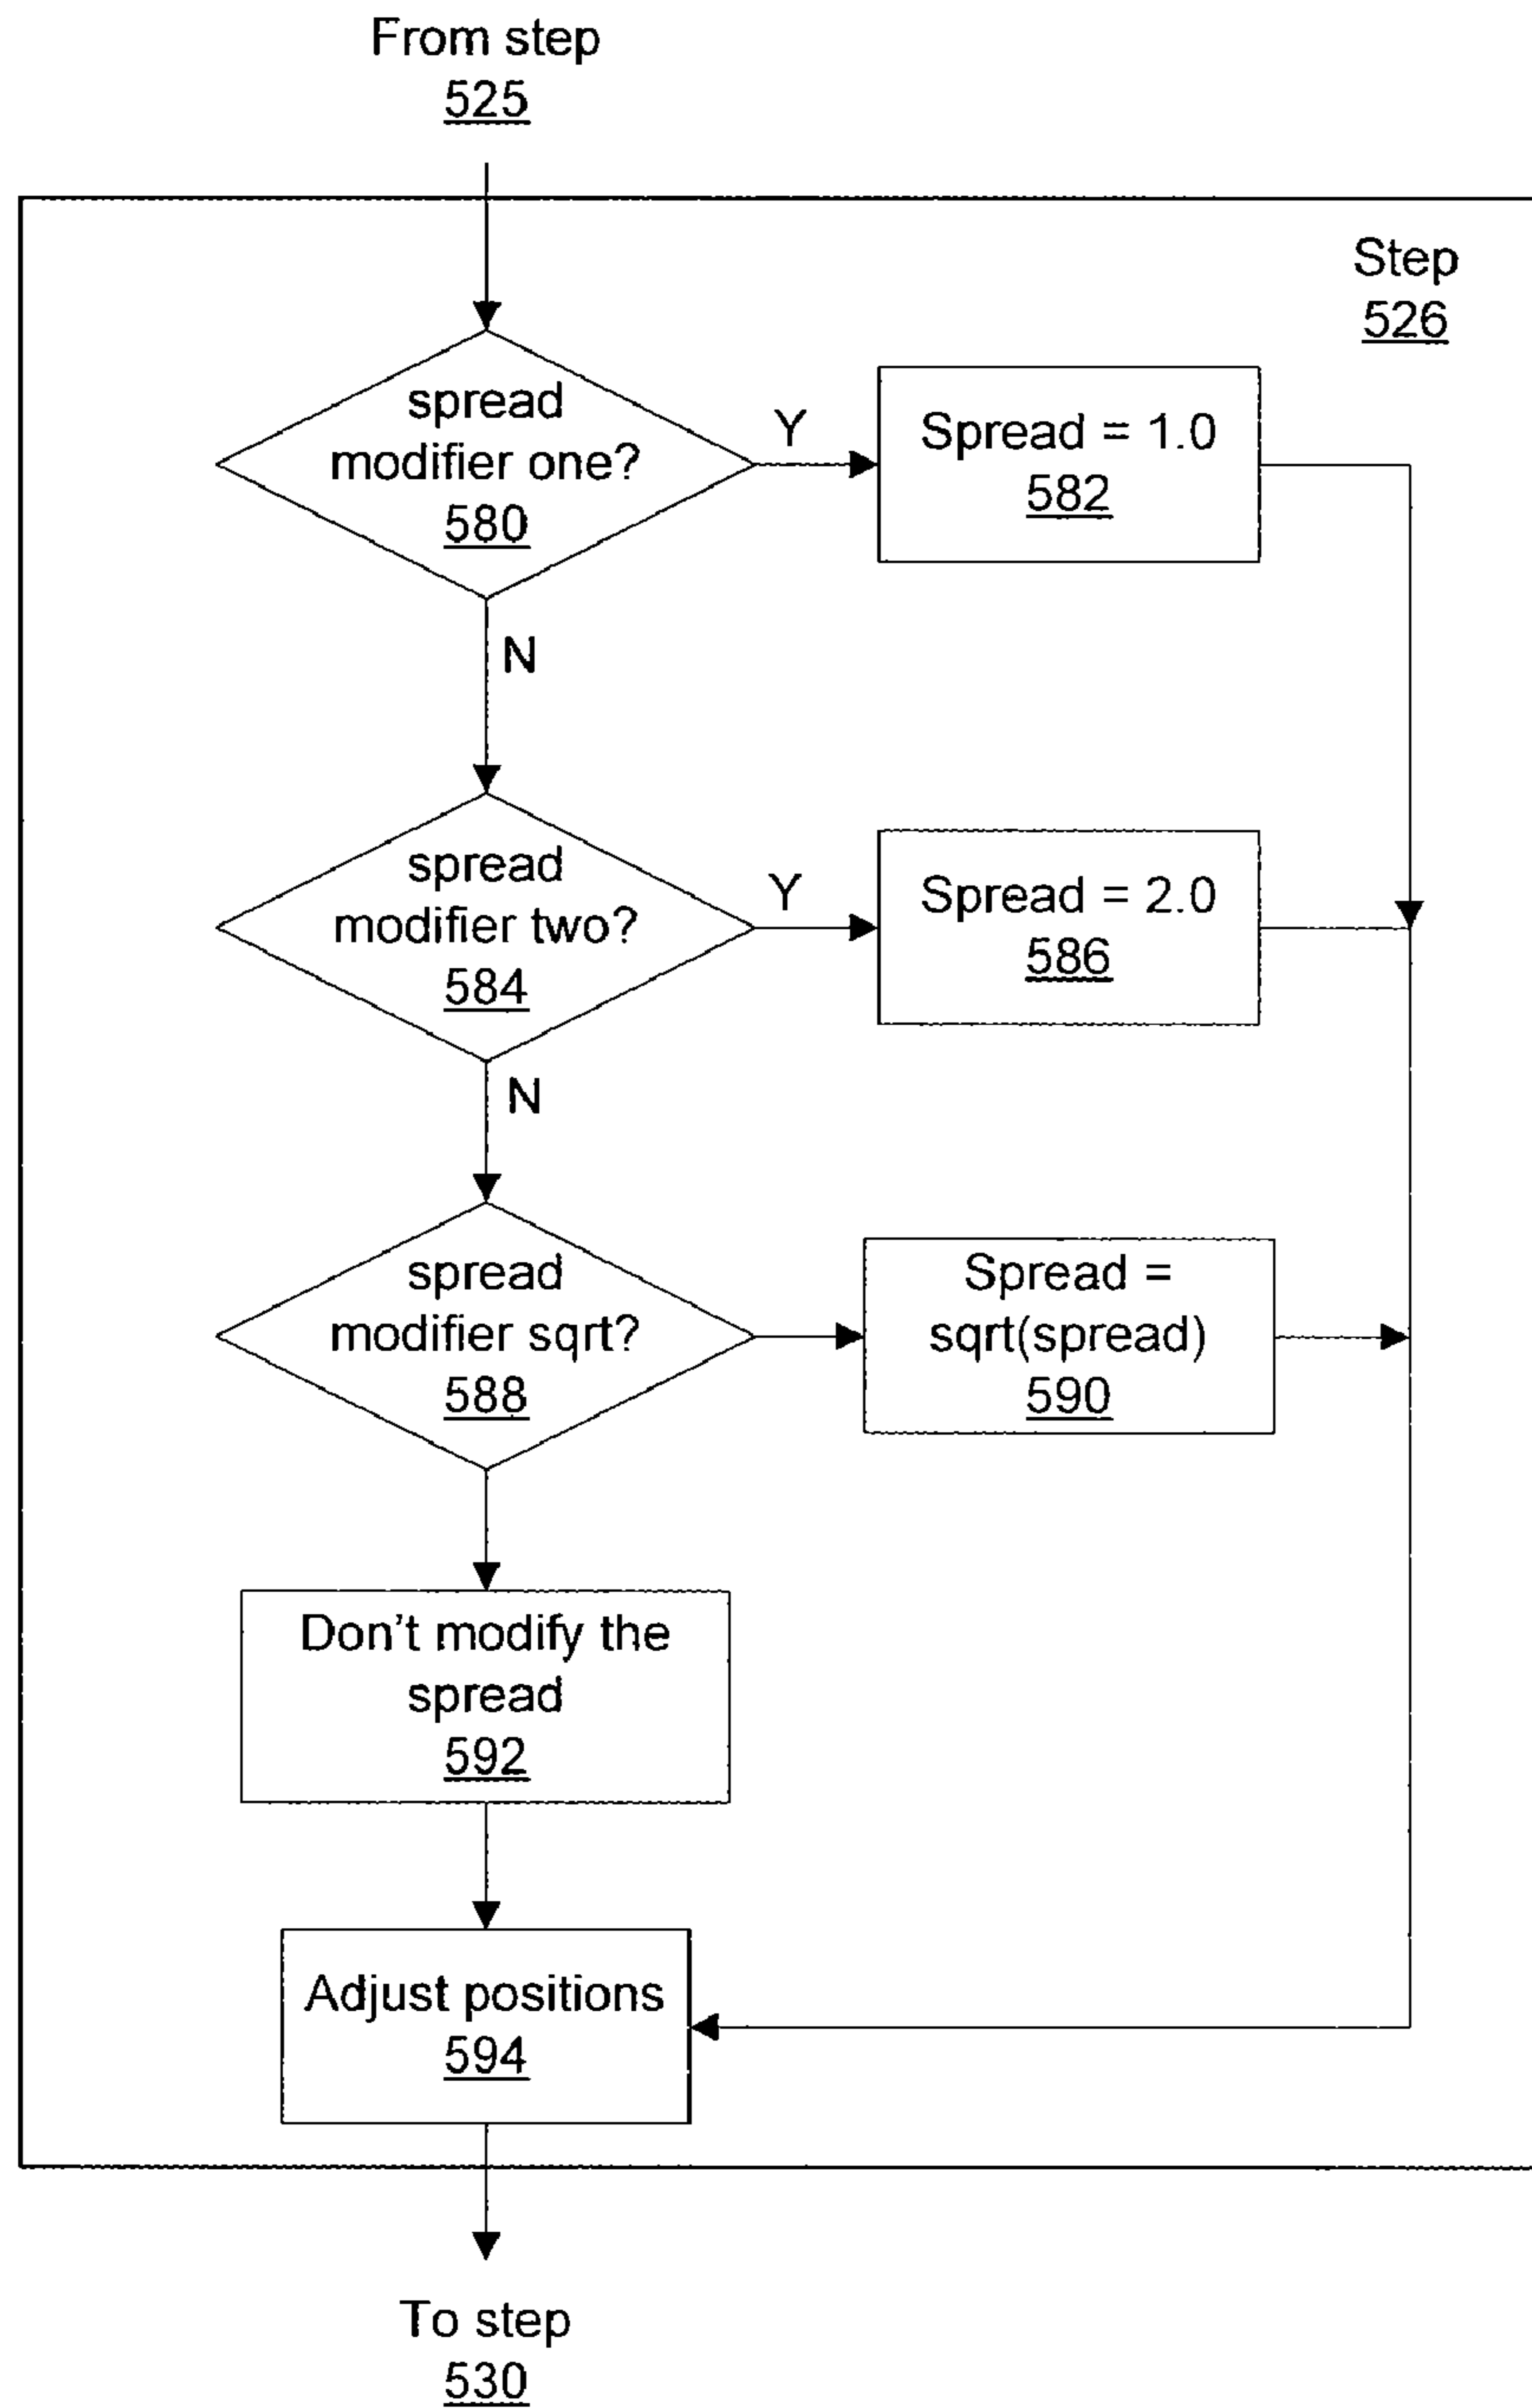 From step
525
Step
526
spread
modifier one?
580
Y
Spread = 1.0
582
N
spread
modifier two?
584
Y
Spread = 2.0
586
N
spread
modifier sqrt?
588
Spread =
sqrt(spread)
590
Don't modify the
spread
592
Adjust positions
594
To step
530